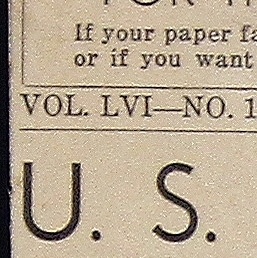 If your paper
or if you want
VOL. LVI—NO. 1
U. S.